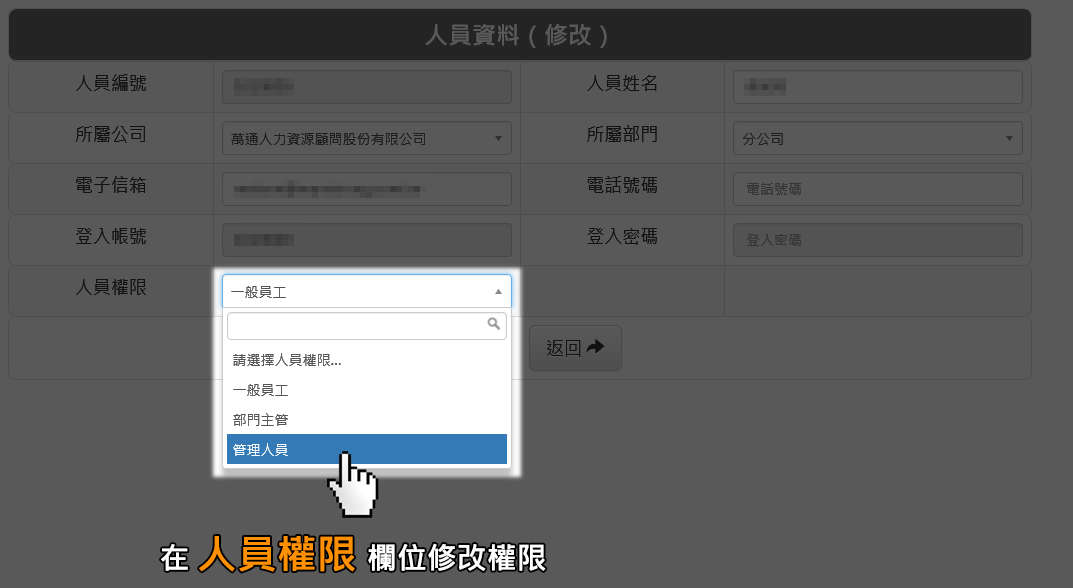 人員資料 ( 修改 )
人員編號 人員姓名
所屬公司 萬通人力資源顧問股份有限公司 所屬部門 分公司
電子信箱 電話號碼 電話號碼
登入帳號 登入密碼 登入密碼
人員權限 一般員工
返回
請選擇人員權限...
一般員工
部門主管
管理人員
在 人員權限 欄位修改權限